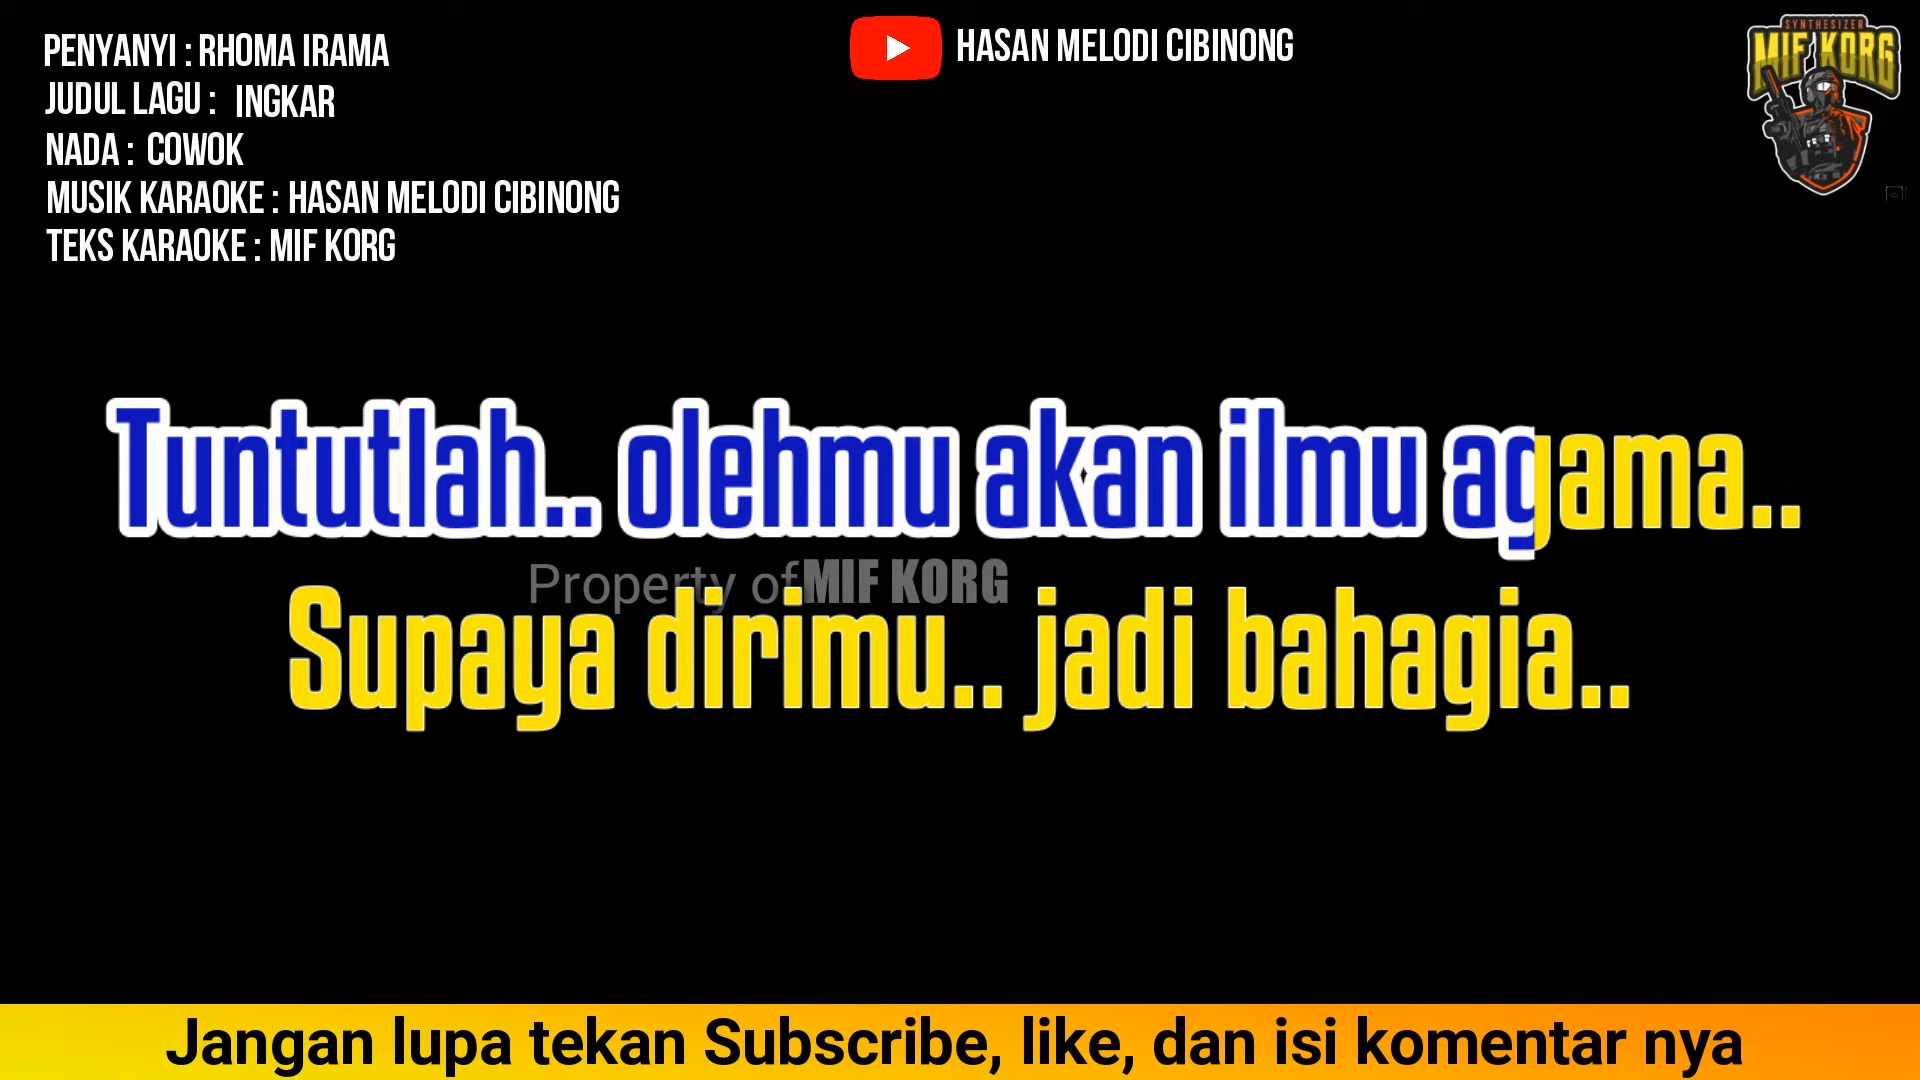 PENYANYI : RHOMA IRAMA
JUDUL LAGU : INGKAR
NADA : COWOK
MUSIK KARAOKE : HASAN MELODI CIBINONG
TEKS KARAOKE : MIF KORG
HASAN MELODI CIBINONG
SYNTHESIZER
MIF KORG
Tuntutlah.. olehmu akan ilmu agama..
Property of MIF KORG
Supaya dirimu.. jadi bahagia..
Jangan lupa tekan Subscribe, like, dan isi komentar nya